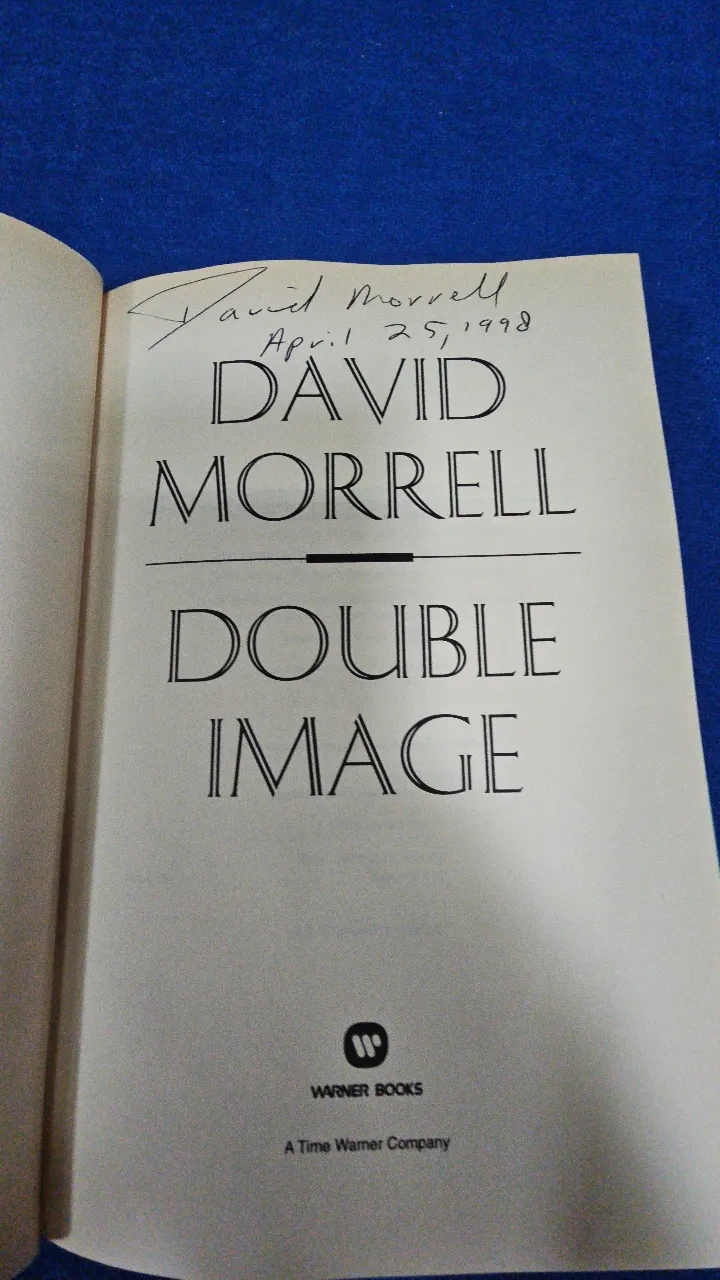 David Morrell
April 25, 1998
DAVID
MORRELL
DOUBLE
IMAGE
W
WARNER BOOKS
A Time Warner Company